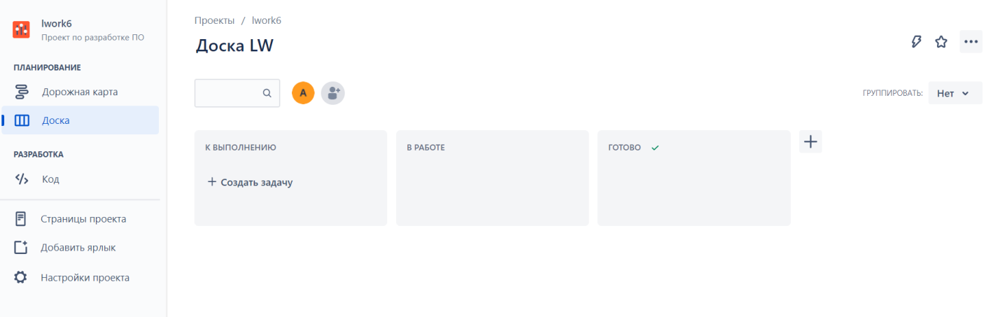 lwork6
Проект по разработке ПО
ПЛАНИРОВАНИЕ
Дорожная карта
Доска
РАЗРАБОТКА
Код
Страницы проекта
Добавить ярлык
Настройки проекта
Проекты / lwork6
Доска LW
A
ГРУППИРОВАТЬ: Нет
К ВЫПОЛНЕНИЮ
+ Создать задачу
В РАБОТЕ
ГОТОВО